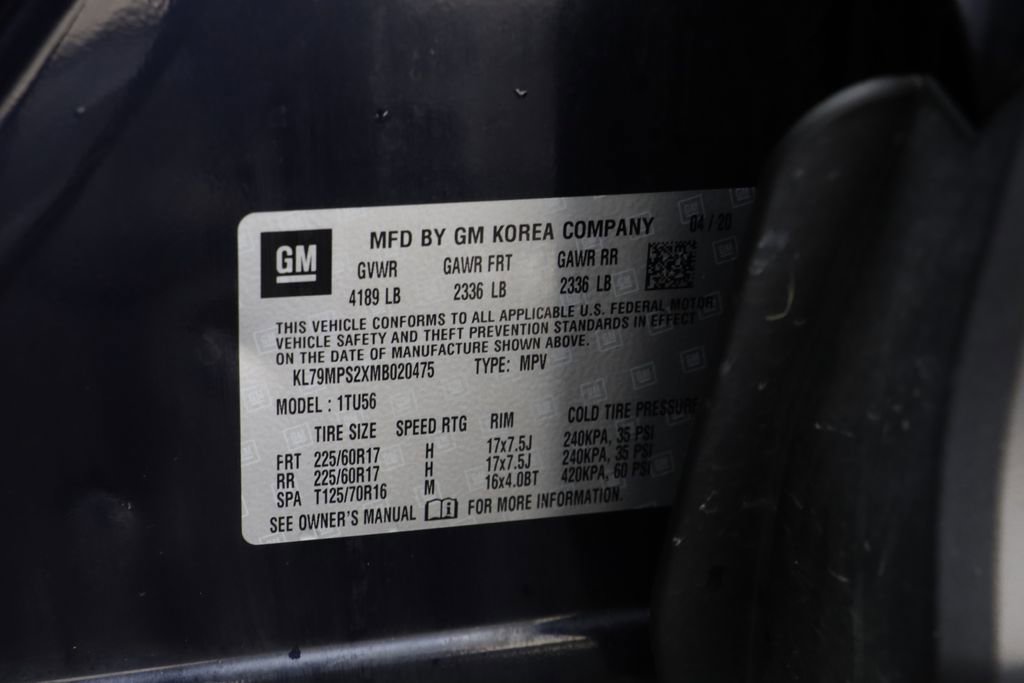 GM
MFD BY GM KOREA COMPANY 04/20
GVWR GAWR FRT GAWR RR
4189 LB 2336 LB 2336 LB
THIS VEHICLE CONFORMS TO ALL APPLICABLE U.S. FEDERAL MOTOR
VEHICLE SAFETY AND THEFT PREVENTION STANDARDS IN EFFECT
ON THE DATE OF MANUFACTURE SHOWN ABOVE.
KL79MPS2XMB020475 TYPE: MPV
MODEL : 1TU56
TIRE SIZE SPEED RTG RIM COLD TIRE PRESSURE
FRT 225/60R17 H 17x7.5J 240KPA, 35 PSI
RR 225/60R17 H 17x7.5J 240KPA, 35 PSI
SPA T125/70R16 M 16x4.0BT 420KPA, 60 PSI
SEE OWNER'S MANUAL i FOR MORE INFORMATION.